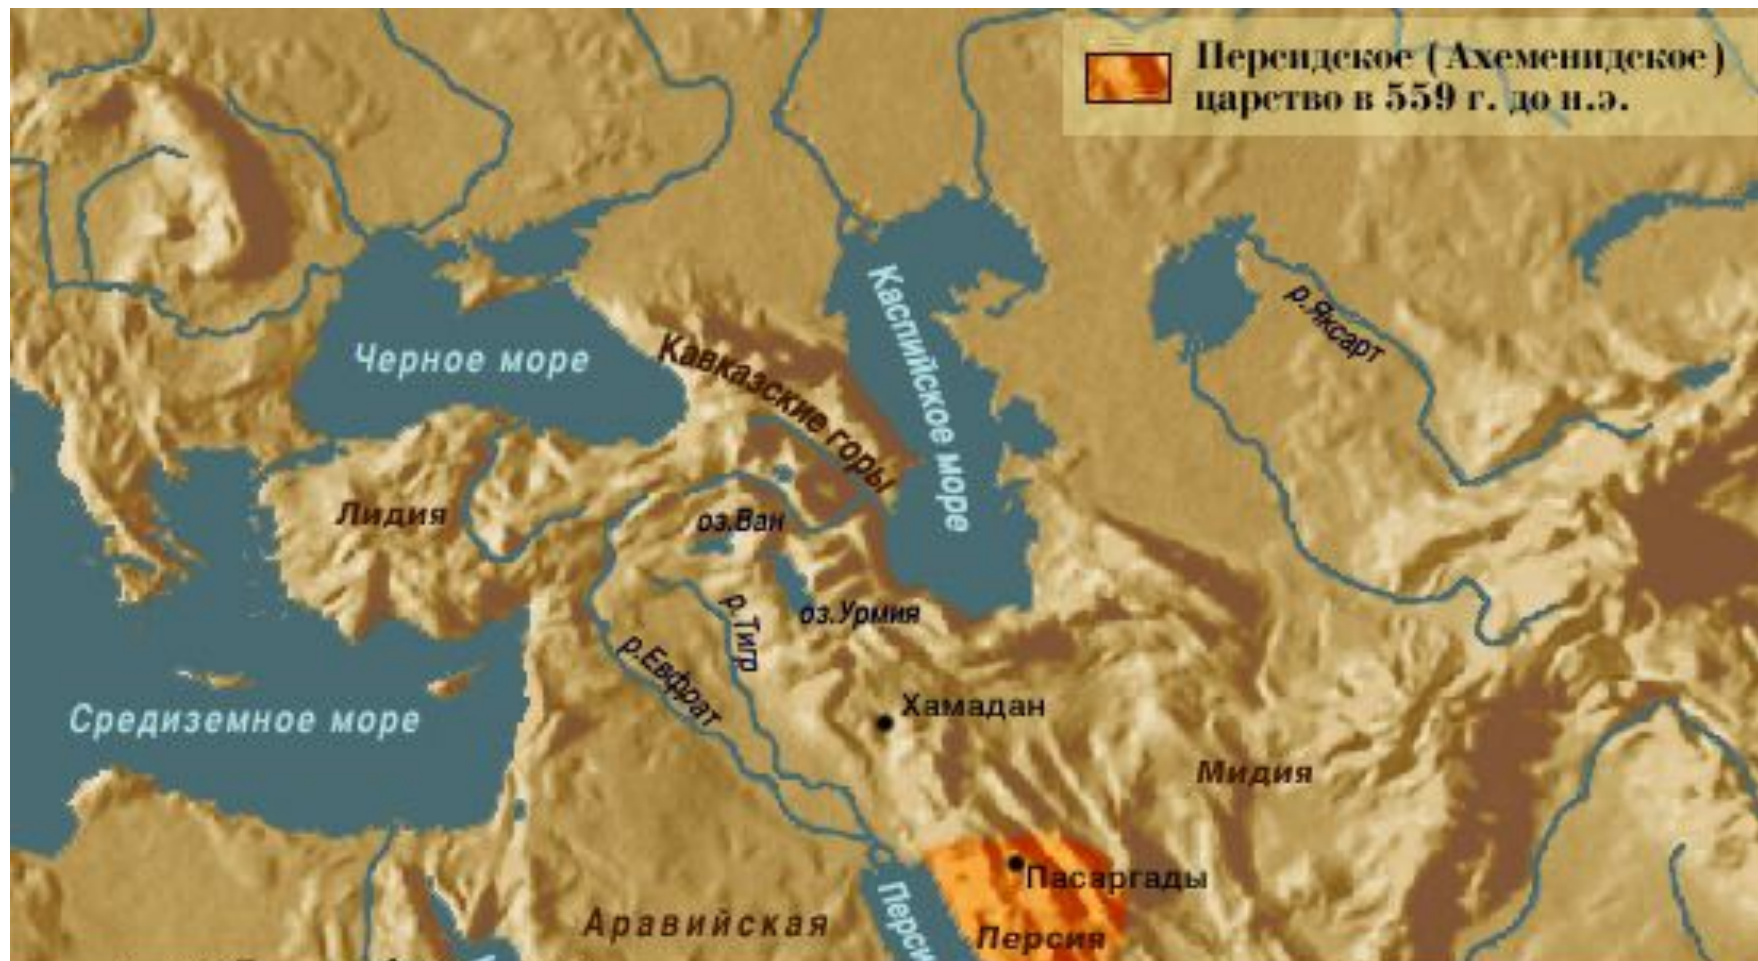 Персидское (Ахеменидское)
царство в 559 г. до н.э.
Каспийское море
р.Яксарт
Черное море
Кавказские горы
Лидия
оз.Ван
оз.Урмия
р.Тигр
р.Евфрат
Хамадан
Средиземное море
Мидия
Пасаргады
Аравийская
Персия